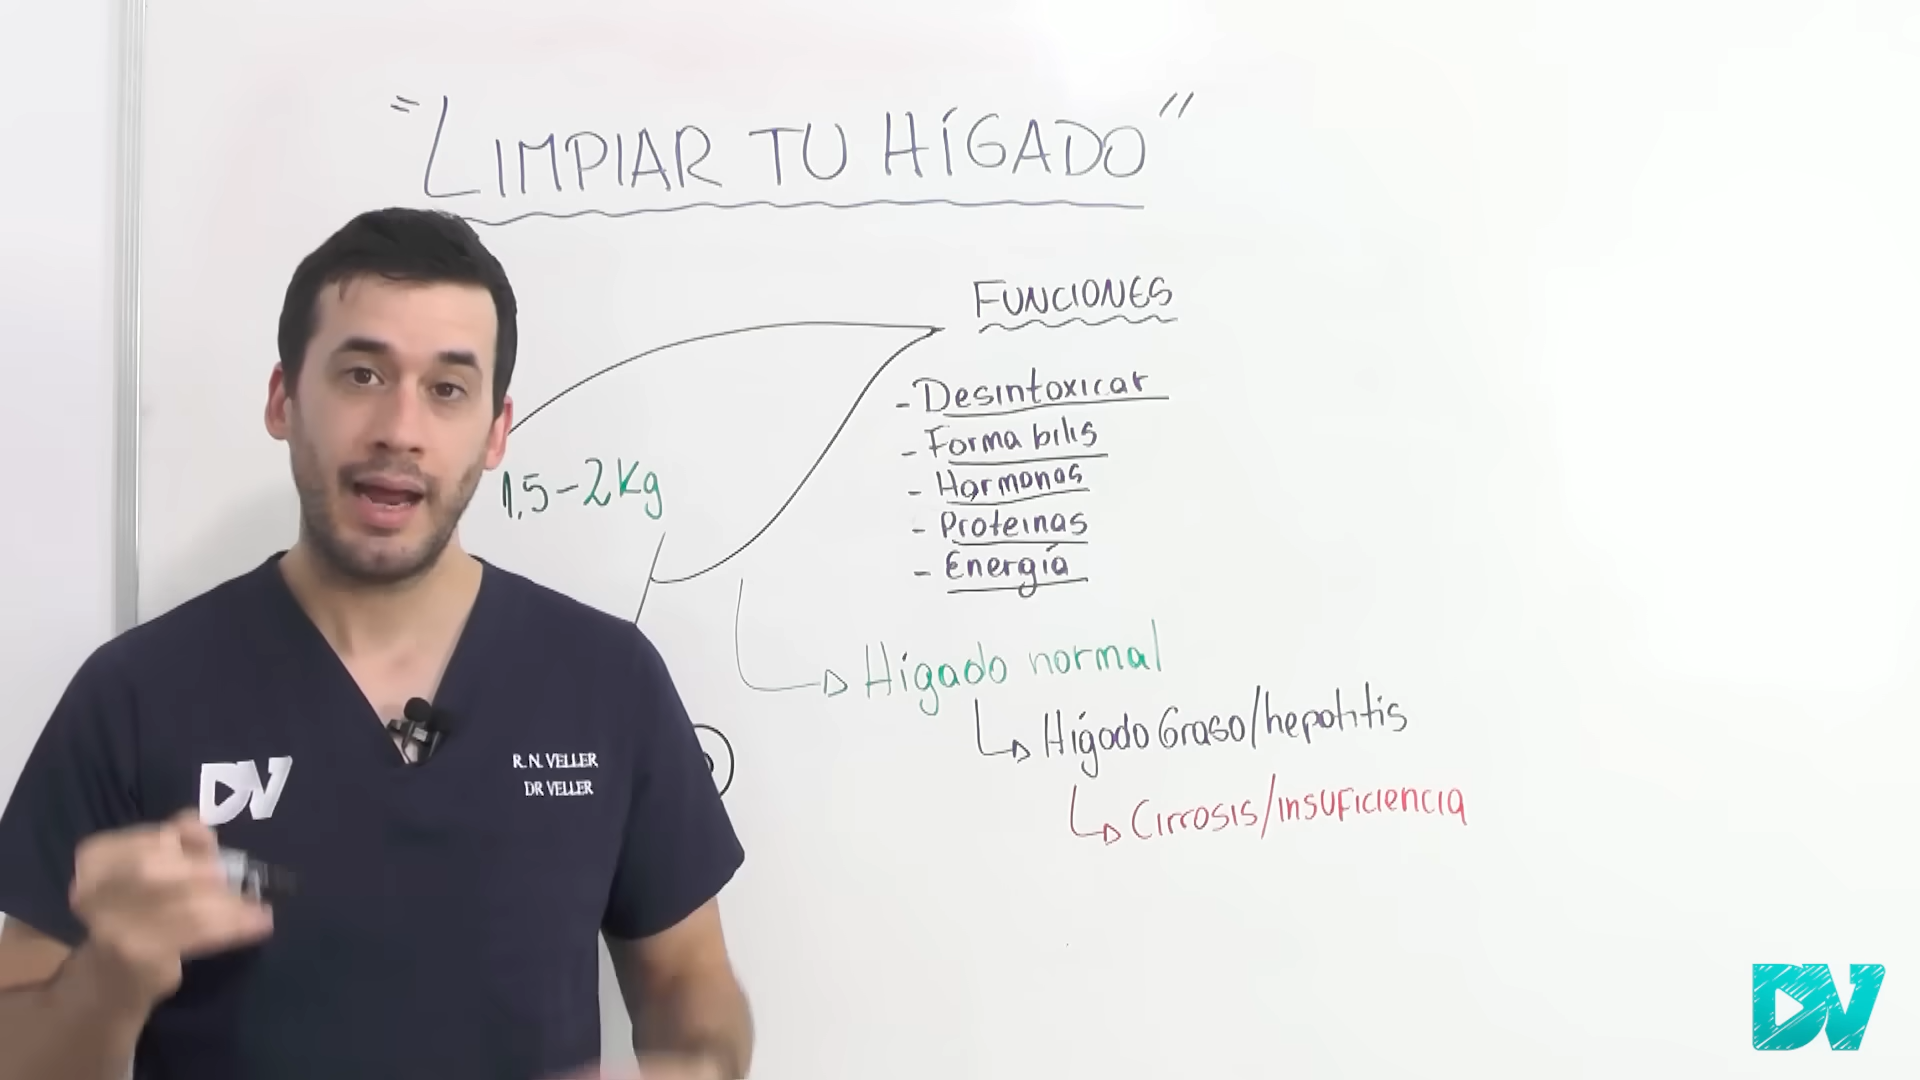 "LIMPIAR TU HÍGADO"
FUNCIONES
- Desintoxicar
- Forma bilis
- Hormonas
- Proteinas
- Energía
1,5-2Kg
Hígado normal
Hígado Graso/hepatitis
Cirrosis/insuficiencia
R.N. VELLER
DR VELLER
DV
DV